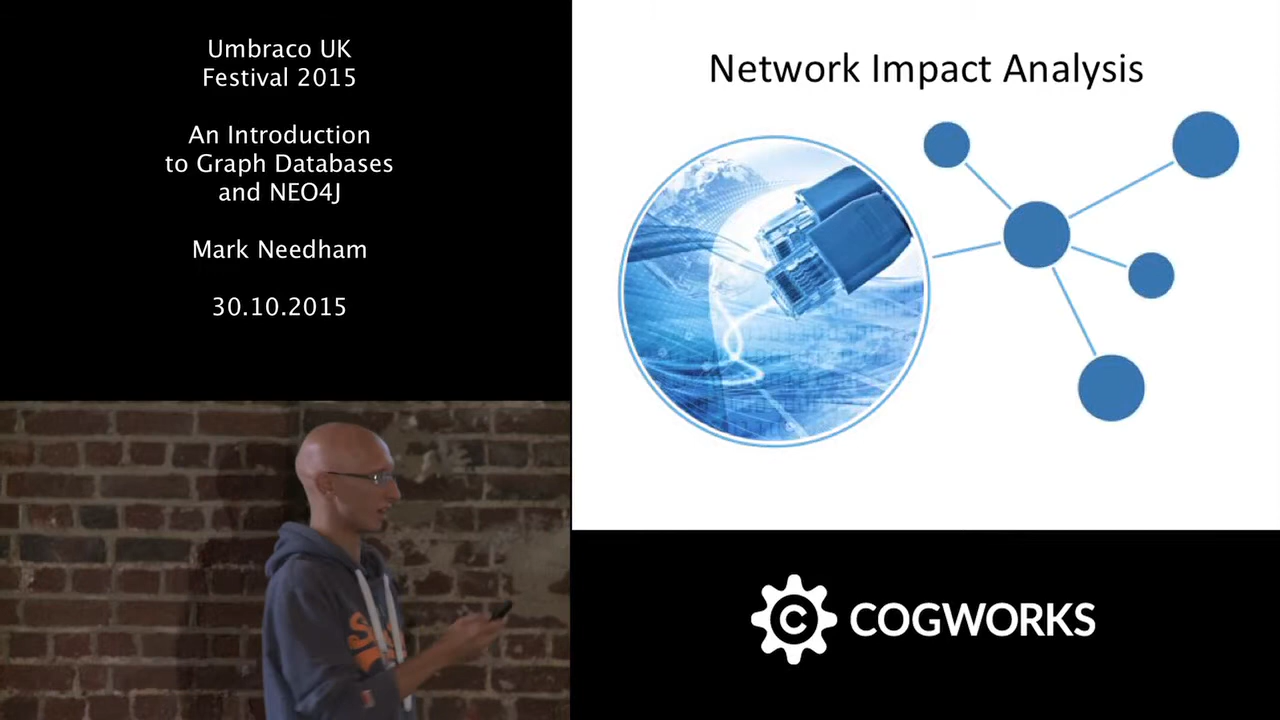 Umbraco UK
Festival 2015
An Introduction
to Graph Databases
and NEO4J
Mark Needham
30.10.2015
Network Impact Analysis
C COGWORKS